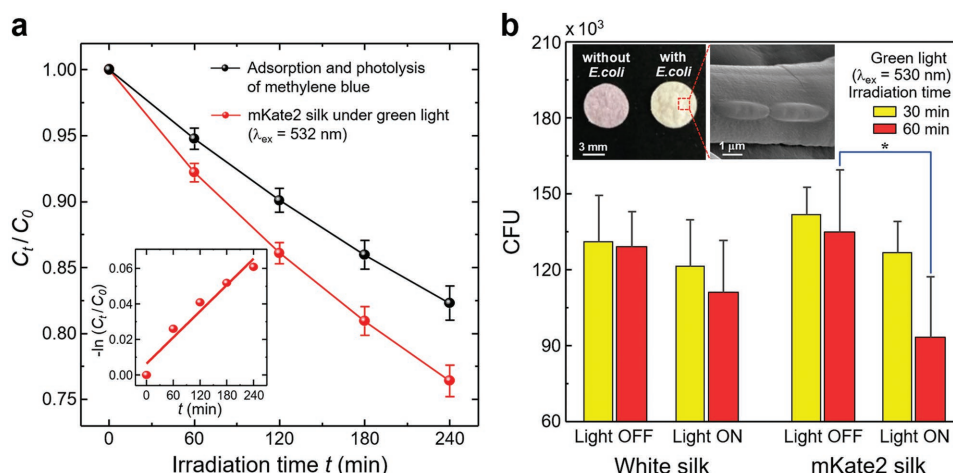 a
1.00
0.95
0.90
0.85
0.80
0.75
Ct/C0
Adsorption and photolysis
of methylene blue
mKate2 silk under green light
(λex = 532 nm)
0.06
0.04
0.02
0.00
-ln (Ct/C0)
0 60 120 180 240
t (min)
0 60 120 180 240
Irradiation time t (min)
b
x 10³
210
180
150
120
90
60
CFU
without
E.coli
with
E.coli
3 mm
1 μm
Green light
(λex = 530 nm)
Irradiation time
30 min
60 min
*
Light OFF Light ON Light OFF Light ON
White silk mKate2 silk